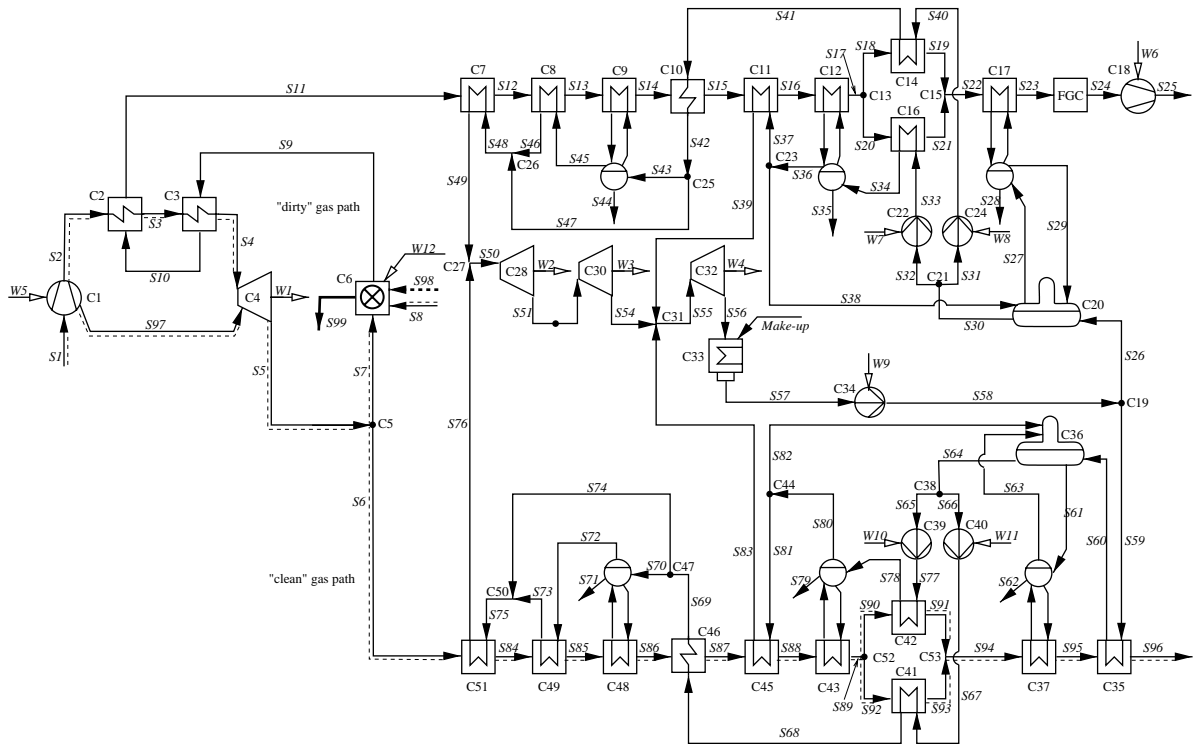 S41
S40
W6
S17
S18
S19
C7
C8
C9
C10
C11
C12
C14
C17
C18
S11
S12
S13
S14
S15
S16
C13
C15
S22
S23
FGC
S24
S25
C16
S20
S21
S48
S46
S42
S37
S9
S45
S43
C23
C26
S36
S34
C25
S49
S44
S35
S39
S33
S28
S29
C2
C3
"dirty" gas path
S47
C22
C24
S3
W7
W8
S2
S4
W12
S10
C6
C27
S50
W2
W3
W4
S32
C21
S31
S27
C28
C30
C32
S98
W5
C1
C4
W1
S8
S38
C20
S97
S99
S51
S54
C31
S55
S56
S30
Make-up
S1
S26
C33
W9
S5
S7
C34
S57
S58
C19
C5
S76
C36
S82
S64
S6
C44
C38
S74
S63
S65
S66
S61
S80
W10
C39
C40
W11
S60
S59
S72
S83
S81
"clean" gas path
S71
S70
C47
S79
S78
S77
S62
C50
S73
S75
S69
S90
S91
C46
C42
S84
S85
S86
S87
S88
C52
C53
S94
S95
S96
C51
C49
C48
C45
C43
C41
C37
C35
S67
S89
S92
S93
S68